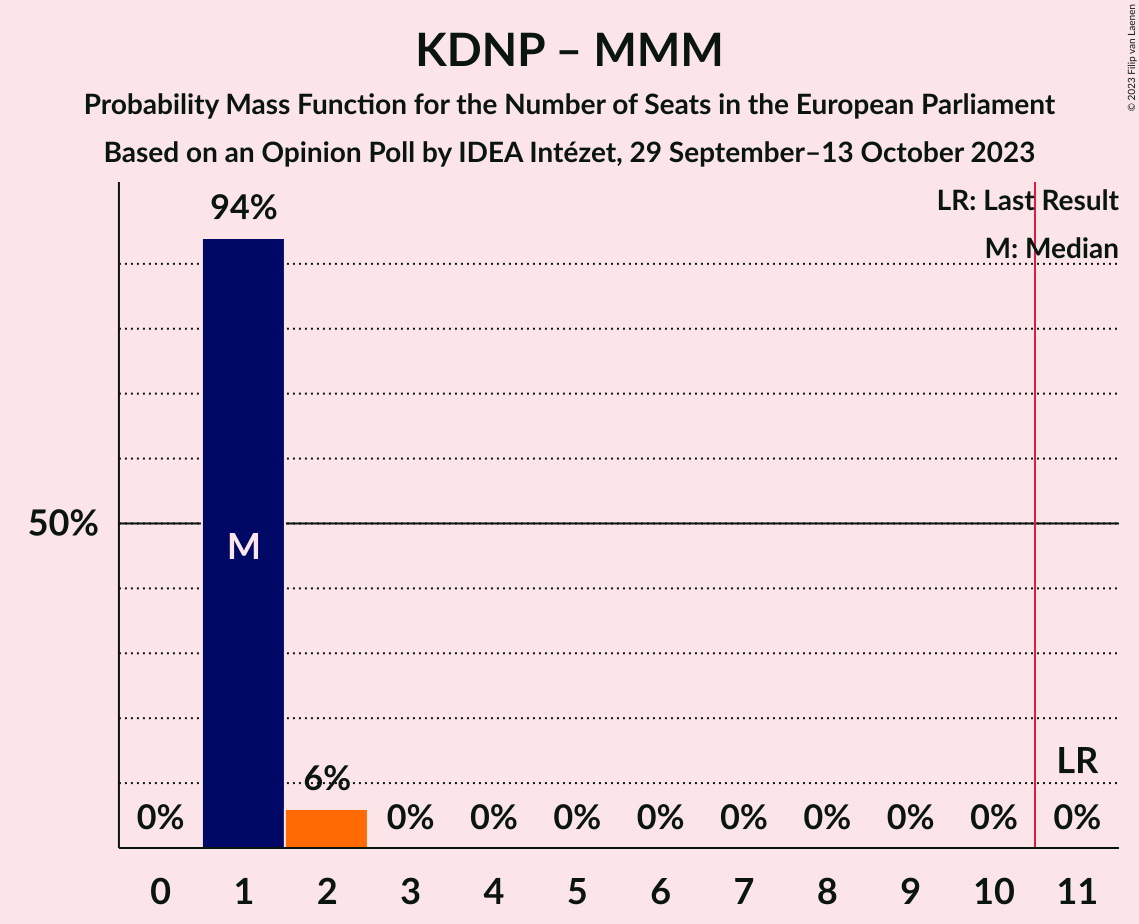 KDNP – MMM
Probability Mass Function for the Number of Seats in the European Parliament
Based on an Opinion Poll by IDEA Intézet, 29 September–13 October 2023
© 2023 Filip van Laenen
LR: Last Result
M: Median
94%
50%
M
6%
LR
0% 0% 0% 0% 0% 0% 0% 0% 0% 0%
0 1 2 3 4 5 6 7 8 9 10 11